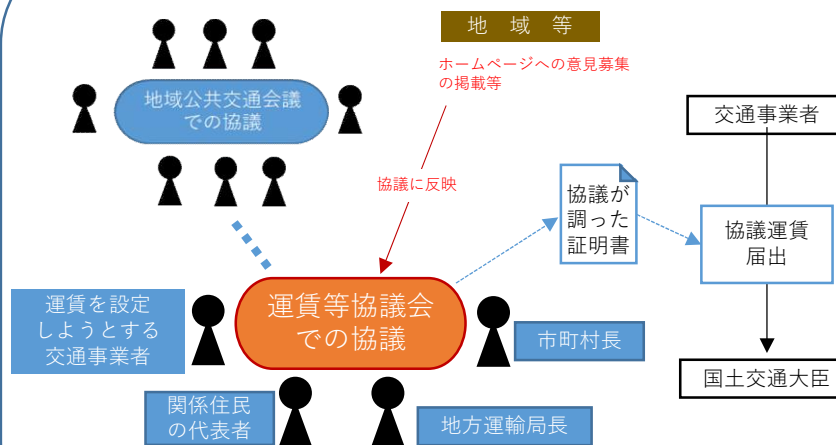 地域等
ホームページへの意見募集
の掲載等
地域公共交通会議
での協議
交通事業者
協議に反映
協議が
調った
証明書
協議運賃
届出
運賃を設定
しようとする
交通事業者
運賃等協議会
での協議
市町村長
国土交通大臣
関係住民
の代表者
地方運輸局長